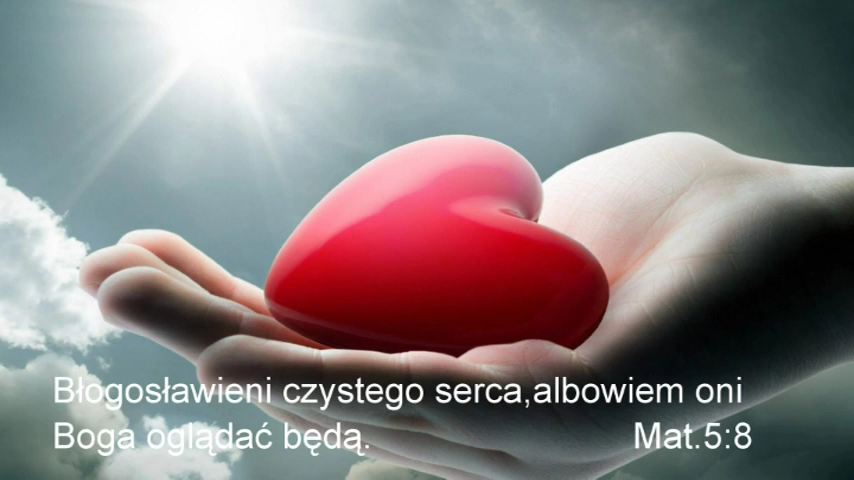 Błogosławieni czystego serca,albowiem oni
Boga oglądać będą. Mat.5:8